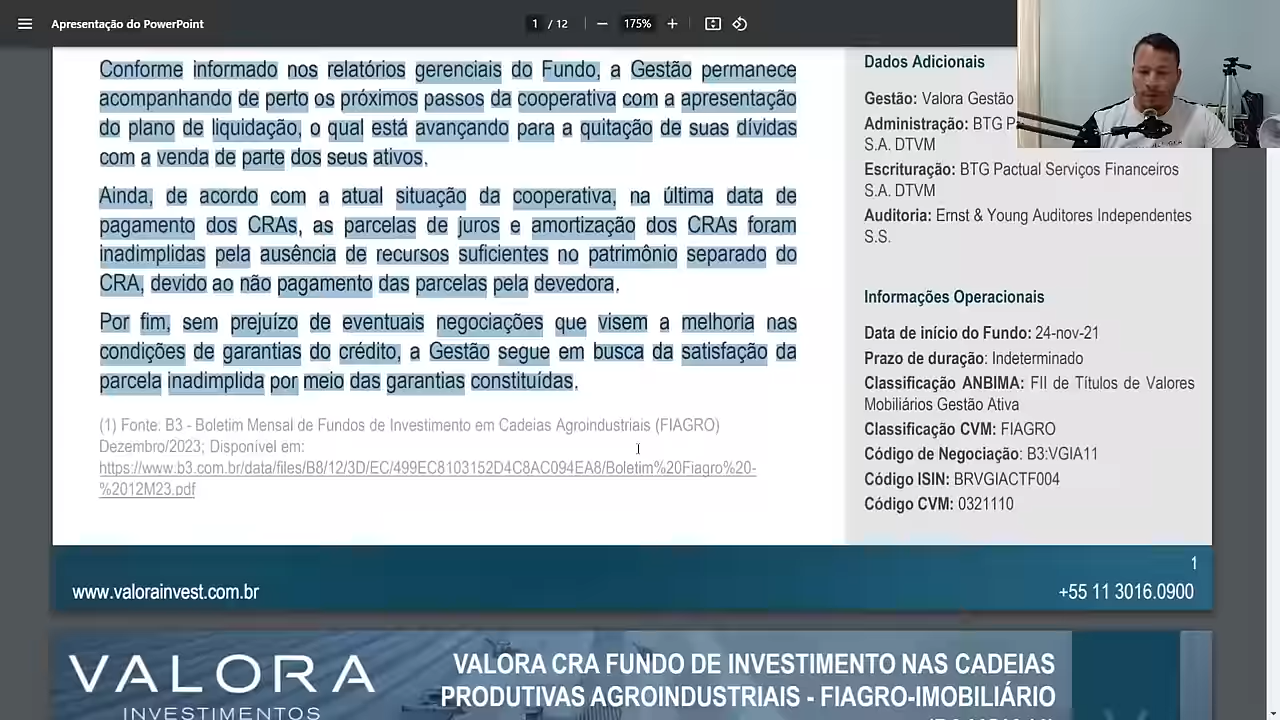 Apresentação do PowerPoint
1 / 12
175%
Conforme informado nos relatórios gerenciais do Fundo, a Gestão permanece
acompanhando de perto os próximos passos da cooperativa com a apresentação
do plano de liquidação, o qual está avançando para a quitação de suas dívidas
com a venda de parte dos seus ativos.
Ainda, de acordo com a atual situação da cooperativa, na última data de
pagamento dos CRAs, as parcelas de juros e amortização dos CRAs foram
inadimplidas pela ausência de recursos suficientes no patrimônio separado do
CRA, devido ao não pagamento das parcelas pela devedora.
Por fim, sem prejuízo de eventuais negociações que visem a melhoria nas
condições de garantias do crédito, a Gestão segue em busca da satisfação da
parcela inadimplida por meio das garantias constituídas.
(1) Fonte. B3 - Boletim Mensal de Fundos de Investimento em Cadeias Agroindustriais (FIAGRO)
Dezembro/2023; Disponível em:
https://www.b3.com.br/data/files/B8/12/3D/EC/499EC8103152D4C8AC094EA8/Boletim%20Fiagro%20-
%2012M23.pdf
Dados Adicionais
Gestão: Valora Gestão
Administração: BTG
S.A. DTVM
Escrituração: BTG Pactual Serviços Financeiros
S.A. DTVM
Auditoria: Ernst & Young Auditores Independentes
S.S.
Informações Operacionais
Data de início do Fundo: 24-nov-21
Prazo de duração: Indeterminado
Classificação ANBIMA: FII de Títulos de Valores
Mobiliários Gestão Ativa
Classificação CVM: FIAGRO
Código de Negociação: B3:VGIA11
Código ISIN: BRVGIACTF004
Código CVM: 0321110
1
www.valorainvest.com.br
+55 11 3016.0900
VALORA
INVESTIMENTOS
VALORA CRA FUNDO DE INVESTIMENTO NAS CADEIAS
PRODUTIVAS AGROINDUSTRIAIS - FIAGRO-IMOBILIÁRIO